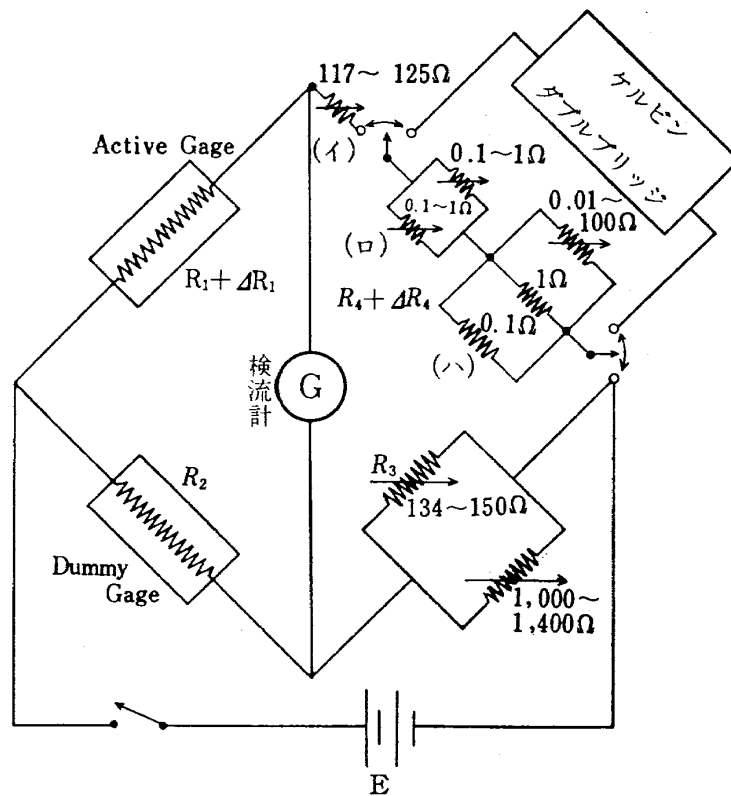 117～125Ω
ケルビン
ダブルブリッジ
(イ)
Active Gage
0.1～1Ω
0.01～
100Ω
0.1～1Ω
(ロ)
R₁+ΔR₁
R₄+ΔR₄
1Ω
0.1Ω
(ハ)
検流計
G
R₂
R₃
134～150Ω
Dummy
Gage
1,000～
1,400Ω
E